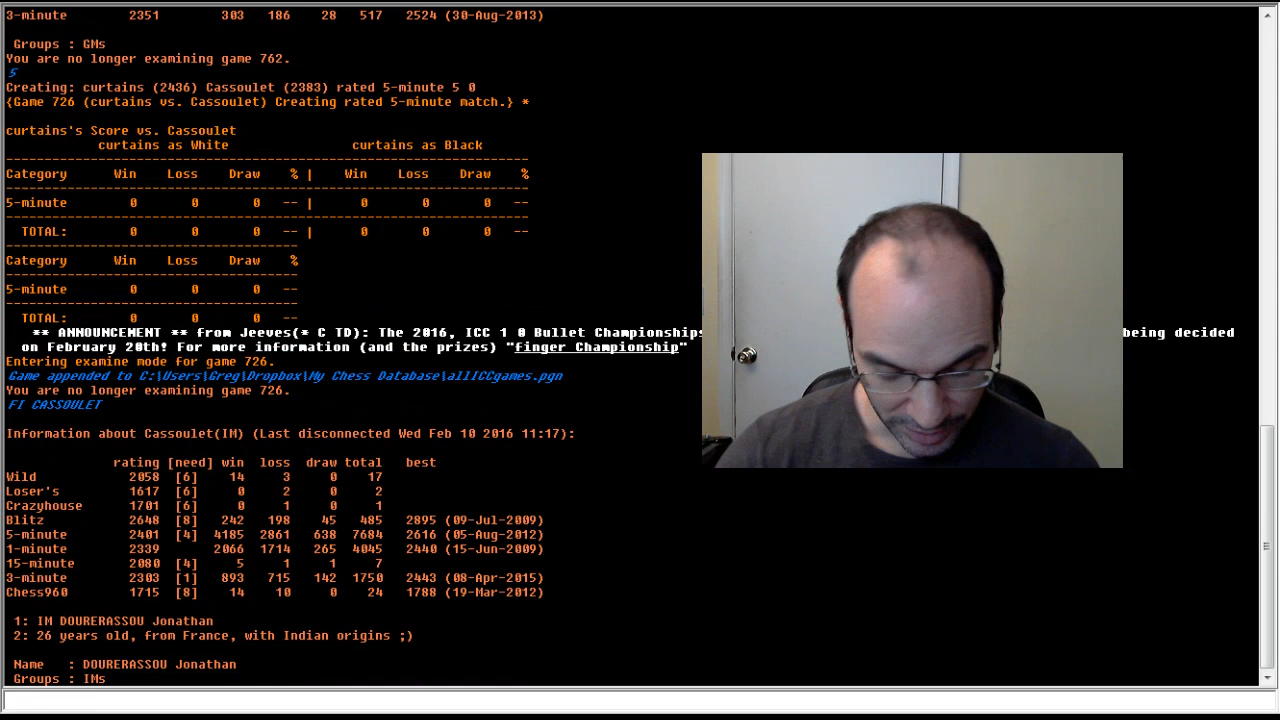 3-minute 2351 303 186 28 517 2524 (30-Aug-2013)
Groups : GMs
You are no longer examining game 762.
5
Creating: curtains (2436) Cassoulet (2383) rated 5-minute 5 0
{Game 726 (curtains vs. Cassoulet) Creating rated 5-minute match.} *
curtains's Score vs. Cassoulet
curtains as White curtains as Black
---------------------------------------------------------------------
Category Win Loss Draw % | Win Loss Draw %
---------------------------------------------------------------------
5-minute 0 0 0 -- | 0 0 0 --
---------------------------------------------------------------------
TOTAL: 0 0 0 -- | 0 0 0 --
--------------------------------------
Category Win Loss Draw %
--------------------------------------
5-minute 0 0 0 --
--------------------------------------
TOTAL: 0 0 0 --
** ANNOUNCEMENT ** from Jeeves(* C TD): The 2016, ICC 1 0 Bullet Championships being decided
on February 20th! For more information (and the prizes) "finger Championship"
Entering examine mode for game 726.
Game appended to C:\Users\Greg\Dropbox\My Chess Database\allICCgames.pgn
You are no longer examining game 726.
FI CASSOULET
Information about Cassoulet(IM) (Last disconnected Wed Feb 10 2016 11:17):
rating [need] win loss draw total best
Wild 2058 [6] 14 3 0 17
Loser's 1617 [6] 0 2 0 2
Crazyhouse 1701 [6] 0 1 0 1
Blitz 2648 [8] 242 198 45 485 2895 (09-Jul-2009)
5-minute 2401 [4] 4185 2861 638 7684 2616 (05-Aug-2012)
1-minute 2339 2066 1714 265 4045 2440 (15-Jun-2009)
15-minute 2080 [4] 5 1 1 7
3-minute 2303 [1] 893 715 142 1750 2443 (08-Apr-2015)
Chess960 1715 [8] 14 10 0 24 1788 (19-Mar-2012)
1: IM DOURERASSOU Jonathan
2: 26 years old, from France, with Indian origins ;)
Name : DOURERASSOU Jonathan
Groups : IMs